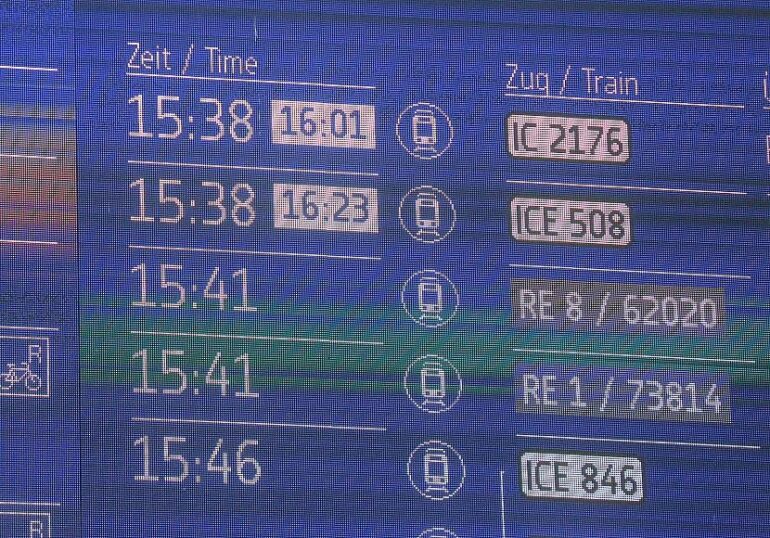 Zeit / Time Zug / Train
15:38 16:01 IC 2176
15:38 16:23 ICE 508
15:41 RE 8 / 62020
R
15:41 RE 1 / 73814
15:46 ICE 846
R